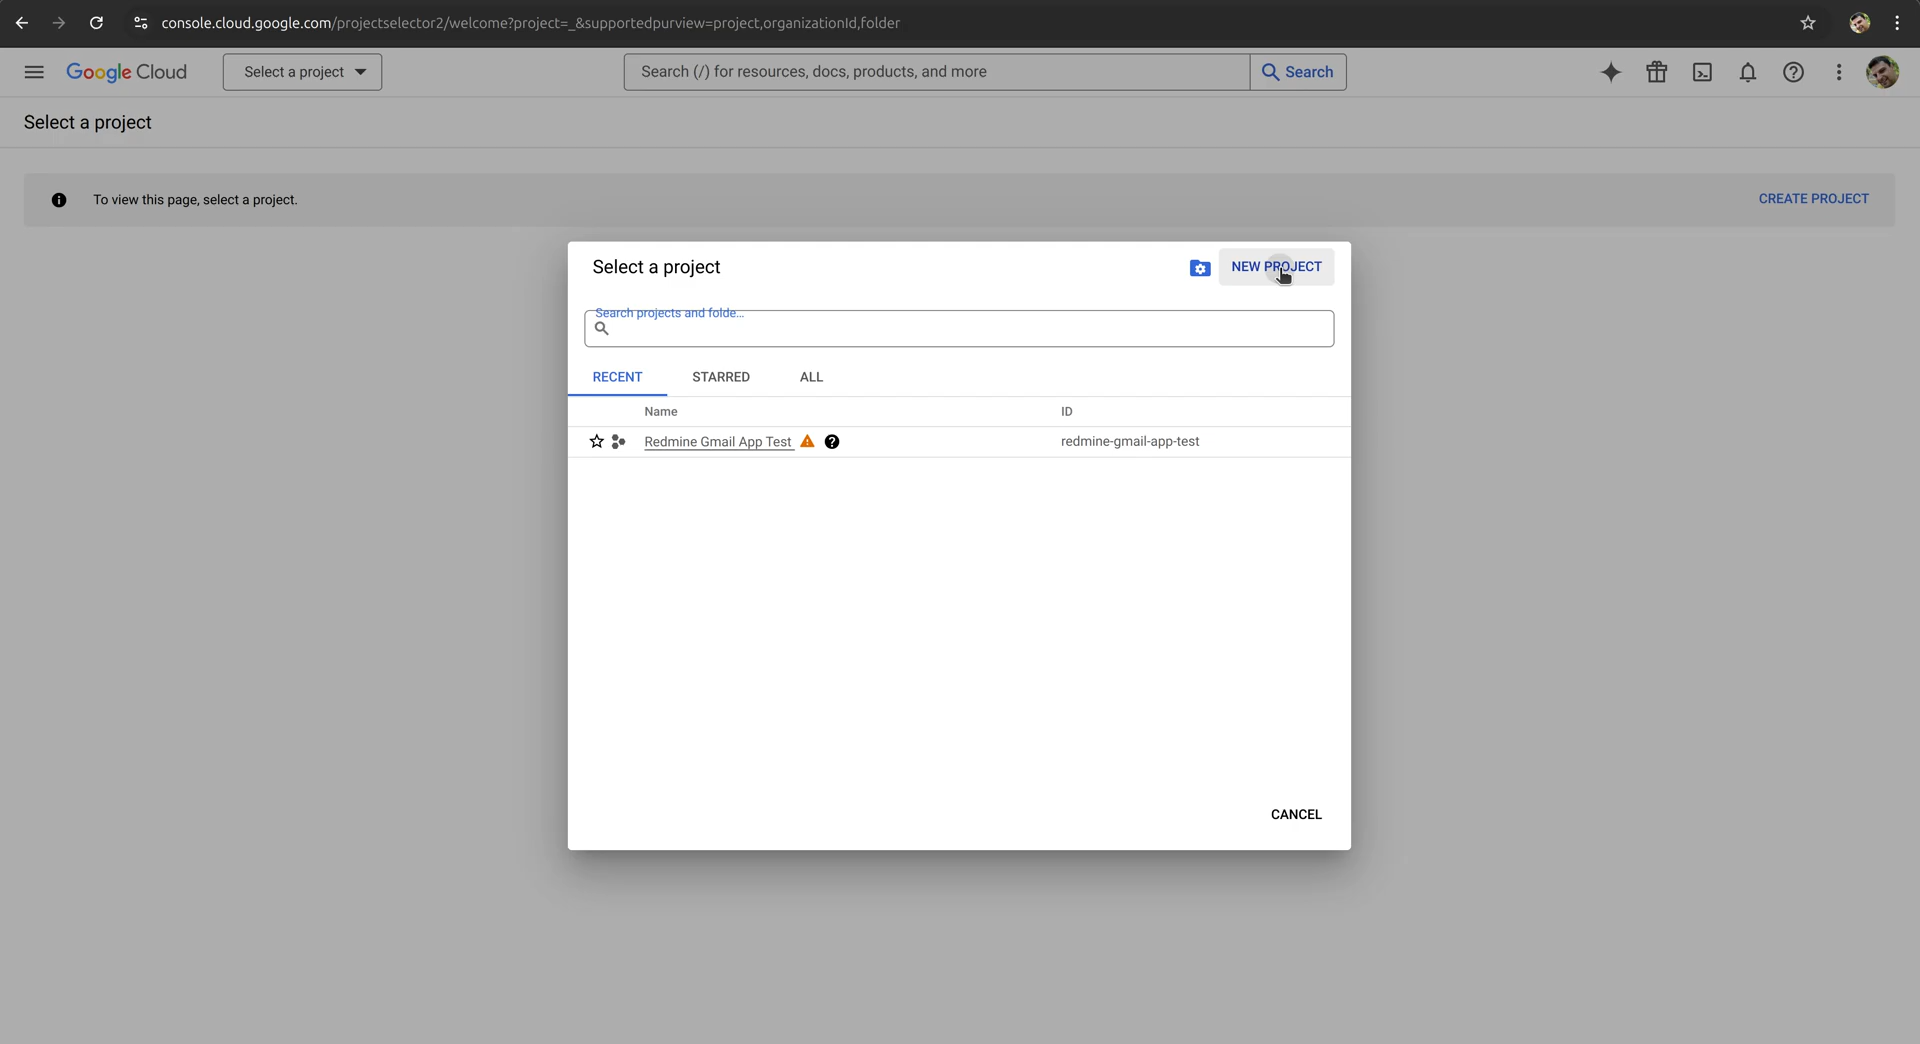 console.cloud.google.com/projectselector2/welcome?project=_&supportedpurview=project,organizationId,folder
Google Cloud
Select a project
Search (/) for resources, docs, products, and more
Search
Select a project
To view this page, select a project.
CREATE PROJECT
Select a project
NEW PROJECT
Search projects and folde...
RECENT
STARRED
ALL
Name
ID
Redmine Gmail App Test
redmine-gmail-app-test
CANCEL